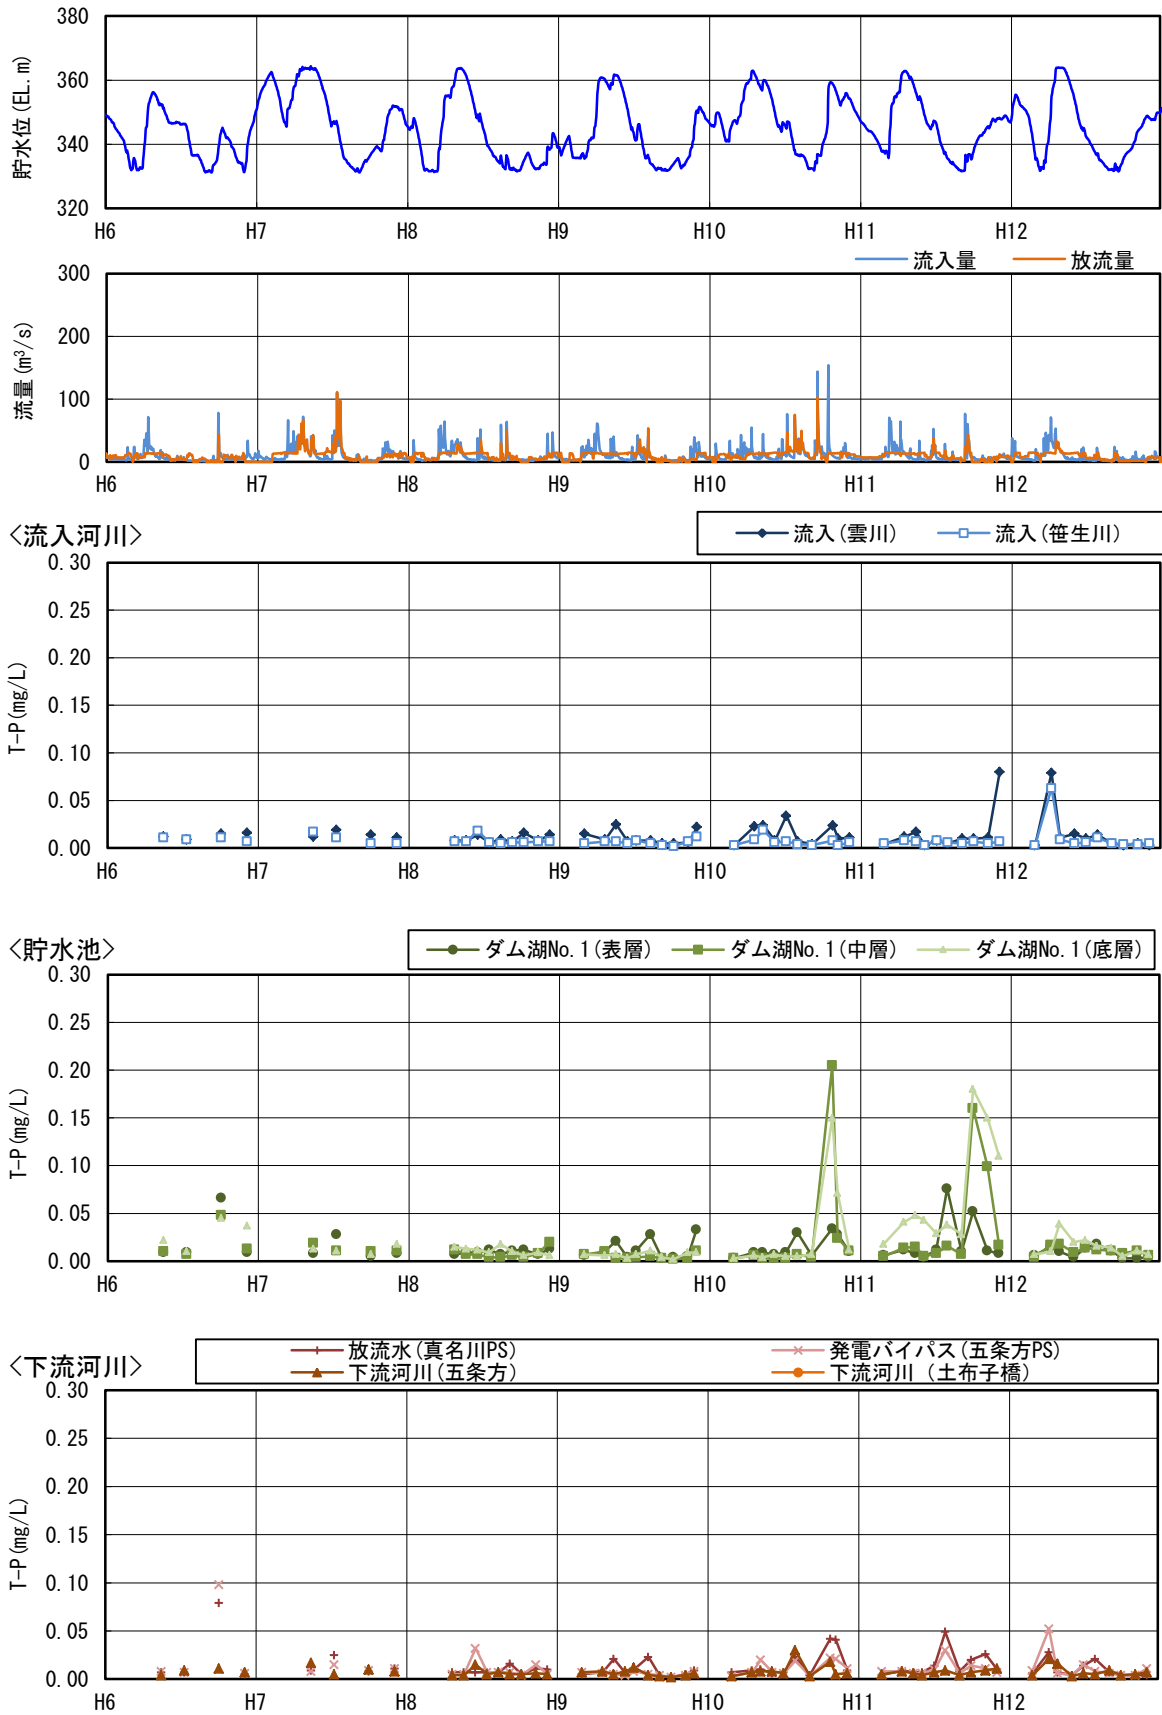 380
360
340
320
貯水位(EL.m)
H6 H7 H8 H9 H10 H11 H12
流入量 放流量
300
200
100
0
流量(m³/s)
H6 H7 H8 H9 H10 H11 H12
<流入河川>
流入(雲川) 流入(笹生川)
0.30
0.25
0.20
0.15
0.10
0.05
0.00
T-P(mg/L)
H6 H7 H8 H9 H10 H11 H12
<貯水池>
ダム湖No.1(表層) ダム湖No.1(中層) ダム湖No.1(底層)
0.30
0.25
0.20
0.15
0.10
0.05
0.00
T-P(mg/L)
H6 H7 H8 H9 H10 H11 H12
<下流河川>
放流水(真名川PS) 発電バイパス(五条方PS)
下流河川(五条方) 下流河川 (土布子橋)
0.30
0.25
0.20
0.15
0.10
0.05
0.00
T-P(mg/L)
H6 H7 H8 H9 H10 H11 H12